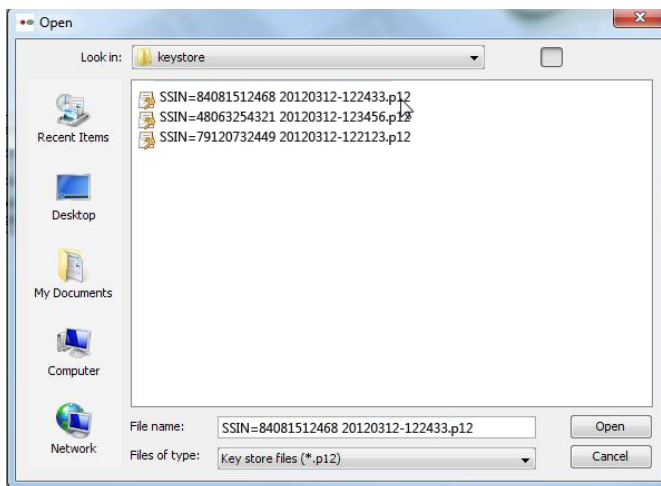 Open
Look in: keystore
SSIN=84081512468 20120312-122433.p12
SSIN=48063254321 20120312-123456.p12
SSIN=79120732449 20120312-122123.p12
Recent Items
Desktop
My Documents
Computer
Network
File name: SSIN=84081512468 20120312-122433.p12 Open
Files of type: Key store files (*.p12) Cancel